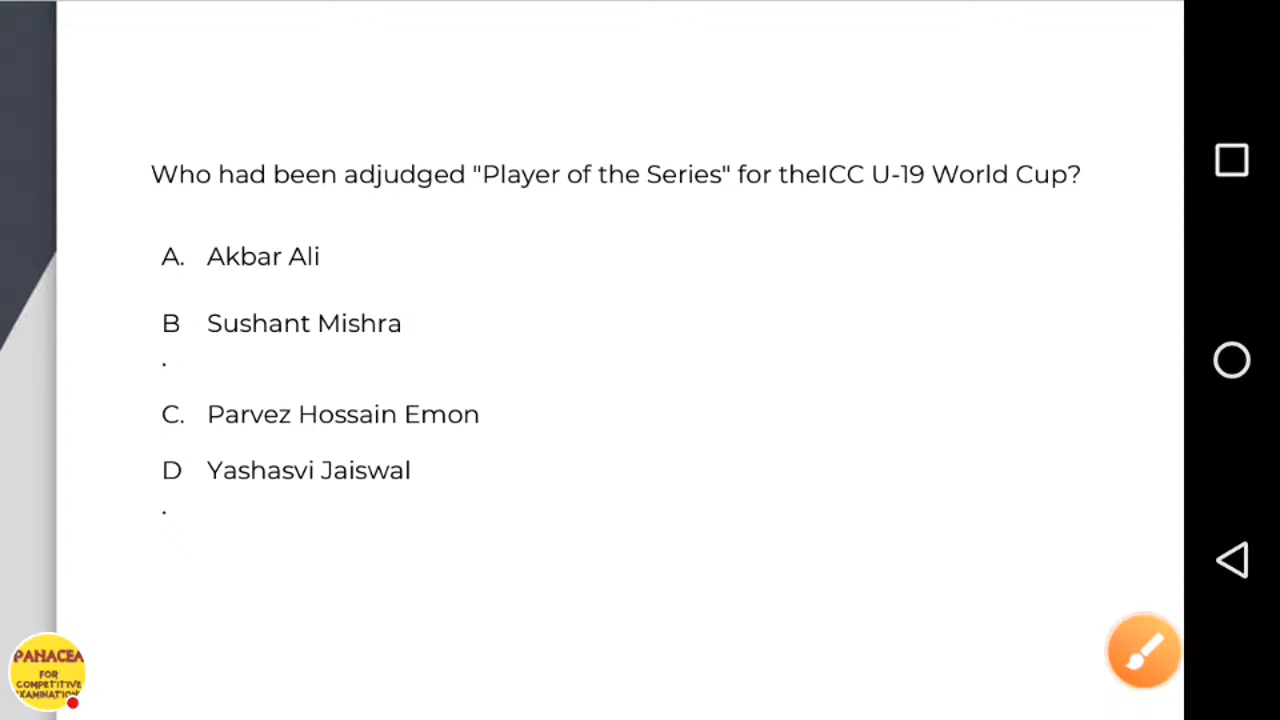 Who had been adjudged "Player of the Series" for theICC U-19 World Cup?
A. Akbar Ali
B Sushant Mishra
.
C. Parvez Hossain Emon
D Yashasvi Jaiswal
.
PANACEA
FOR
COMPETITIVE
EXAMINATION